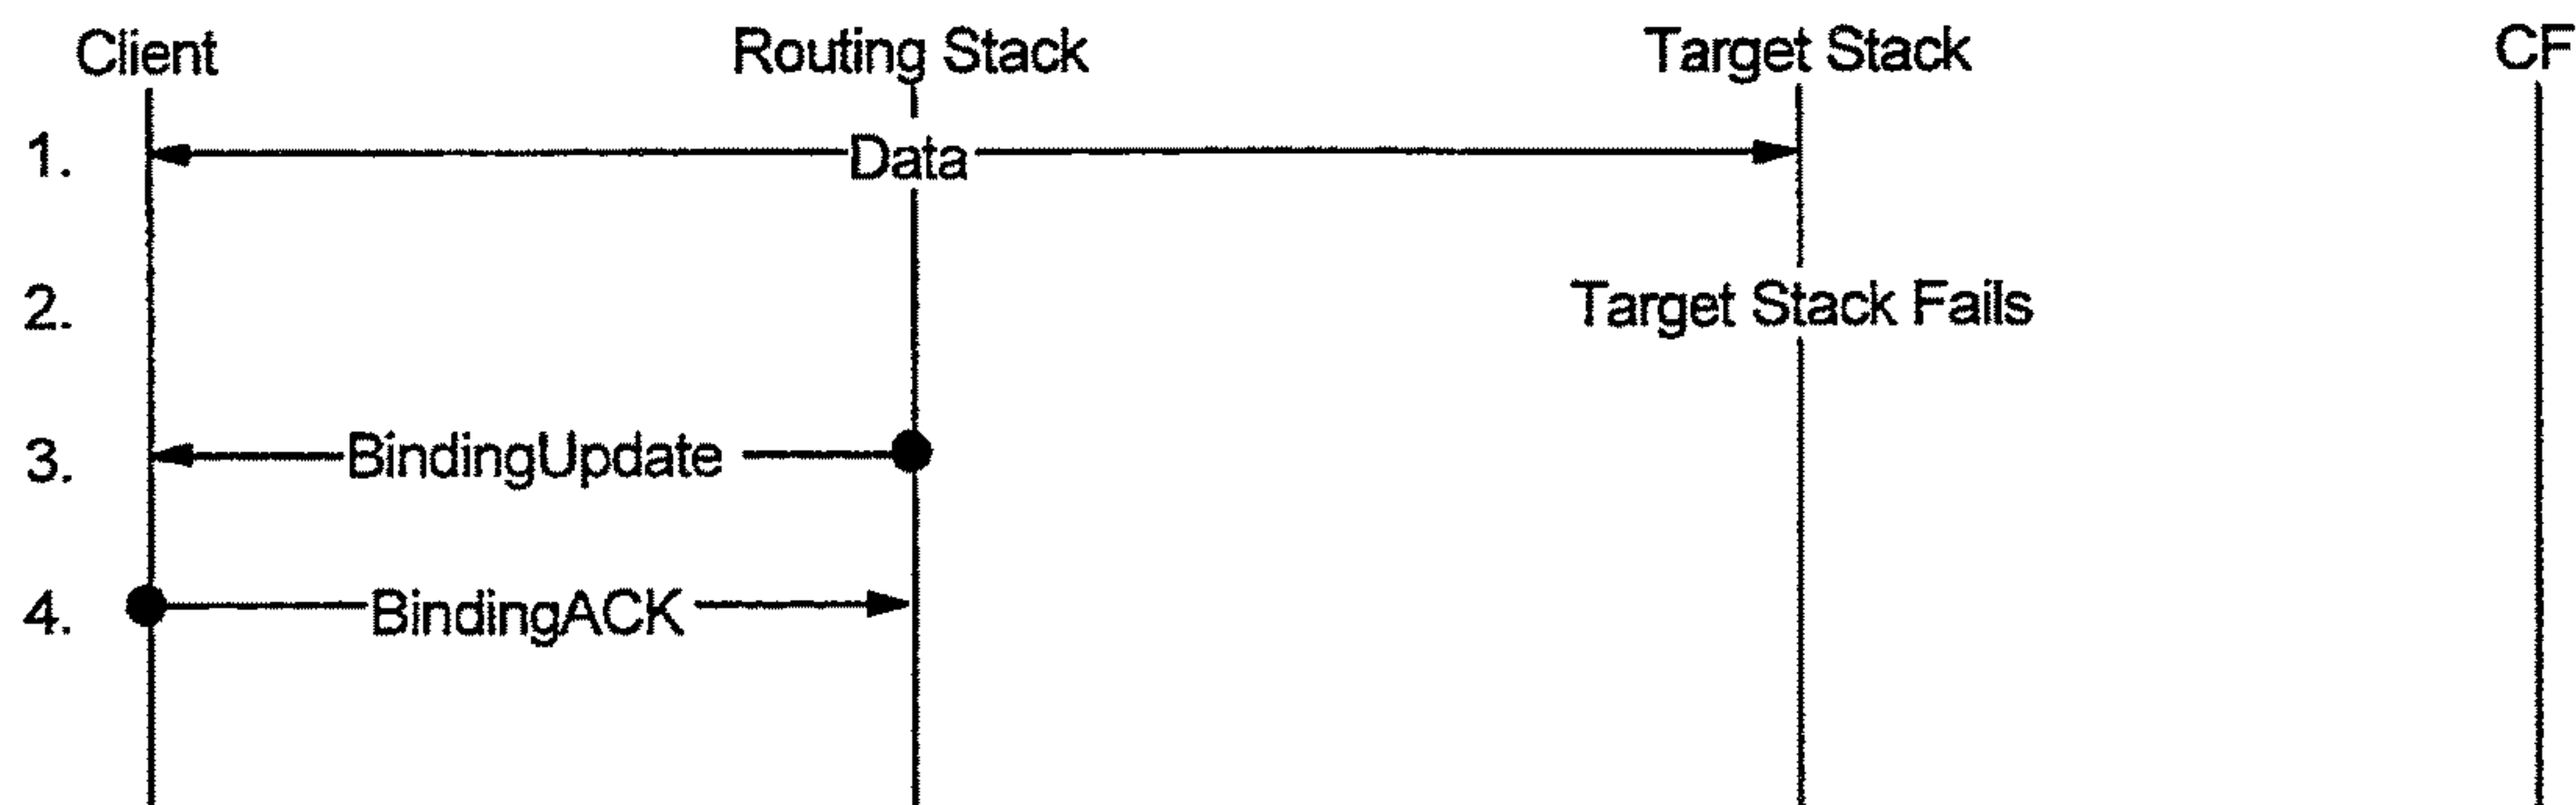 Client Routing Stack Target Stack CF
1. Data
2. Target Stack Fails
3. BindingUpdate
4. BindingACK